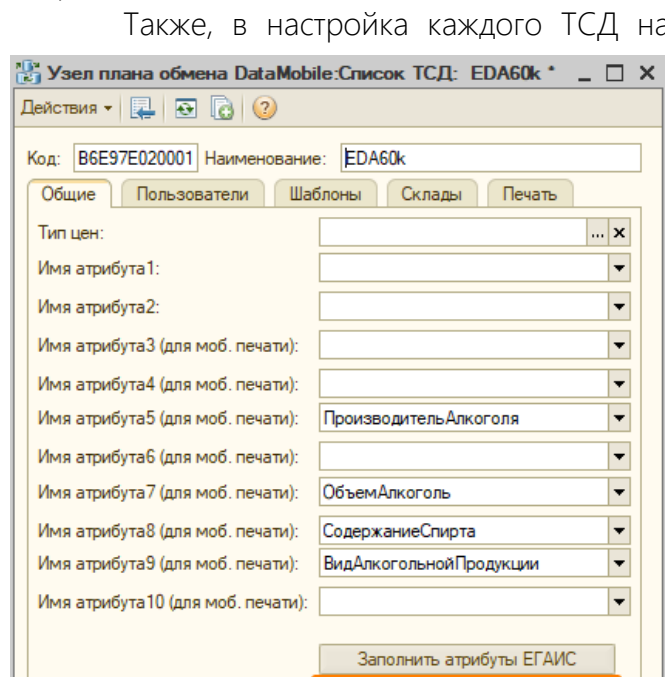 Также, в настройка каждого ТСД на
Узел плана обмена DataMobile:Список ТСД: EDA60k *
Действия
Код: B6E97E020001 Наименование: EDA60k
Общие Пользователи Шаблоны Склады Печать
Тип цен:
Имя атрибута1:
Имя атрибута2:
Имя атрибута3 (для моб. печати):
Имя атрибута4 (для моб. печати):
Имя атрибута5 (для моб. печати): ПроизводительАлкоголя
Имя атрибута6 (для моб. печати):
Имя атрибута7 (для моб. печати): ОбъемАлкоголь
Имя атрибута8 (для моб. печати): СодержаниеСпирта
Имя атрибута9 (для моб. печати): ВидАлкогольнойПродукции
Имя атрибута10 (для моб. печати):
Заполнить атрибуты ЕГАИС